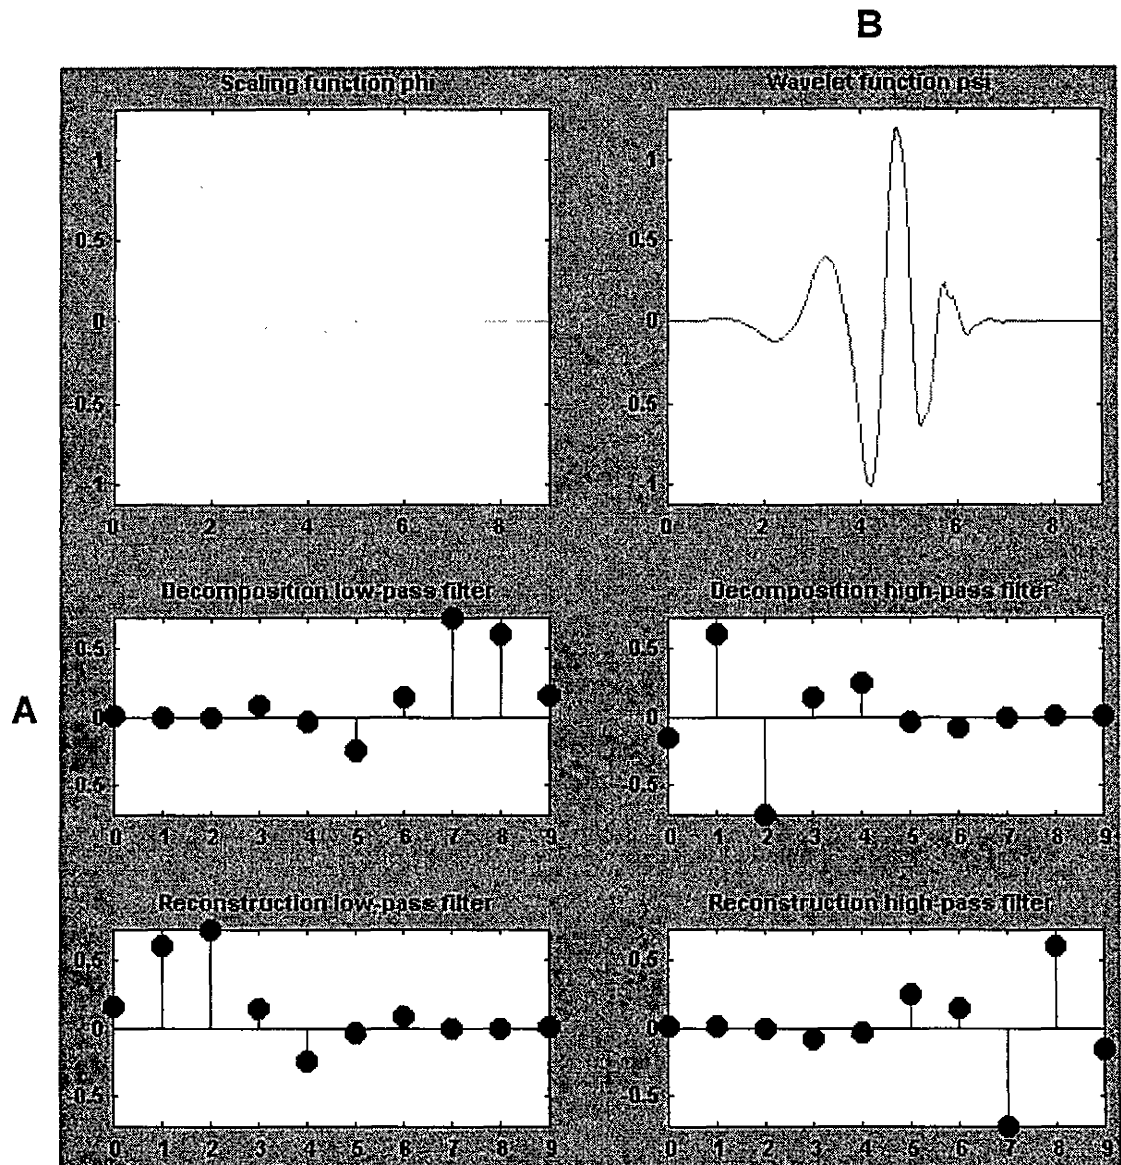 B
Scaling function phi
Wavelet function psi
1
0.5
0
0.5
1
0 2 4 6 8
1
0.5
0
0.5
1
0 2 4 6 8
Decomposition low-pass filter
Decomposition high-pass filter
A
0.5
0
0.5
0 1 2 3 4 5 6 7 8 9
0.5
0
0.5
0 1 2 3 4 5 6 7 8 9
Reconstruction low-pass filter
Reconstruction high-pass filter
0.5
0
0.5
0 1 2 3 4 5 6 7 8 9
0.5
0
0.5
0 1 2 3 4 5 6 7 8 9